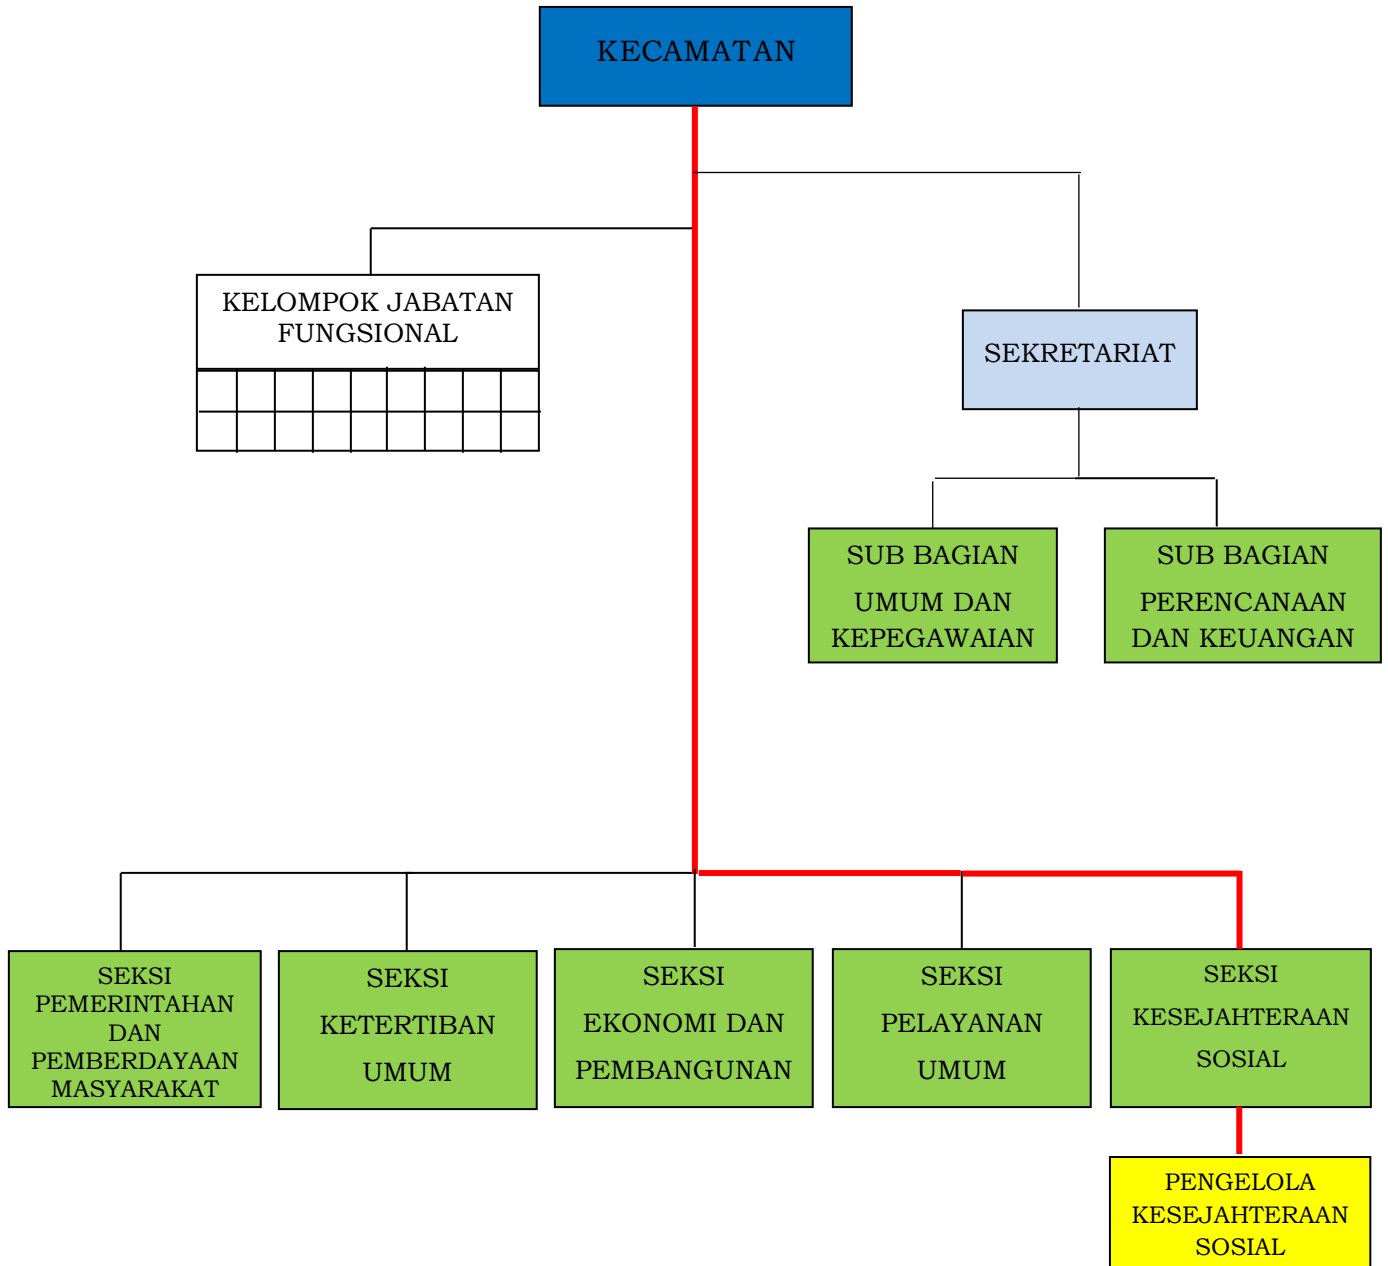 KECAMATAN
KELOMPOK JABATAN
FUNGSIONAL
SEKRETARIAT
SUB BAGIAN
UMUM DAN
KEPEGAWAIAN
SUB BAGIAN
PERENCANAAN
DAN KEUANGAN
SEKSI
PEMERINTAHAN
DAN
PEMBERDAYAAN
MASYARAKAT
SEKSI
KETERTIBAN
UMUM
SEKSI
EKONOMI DAN
PEMBANGUNAN
SEKSI
PELAYANAN
UMUM
SEKSI
KESEJAHTERAAN
SOSIAL
PENGELOLA
KESEJAHTERAAN
SOSIAL